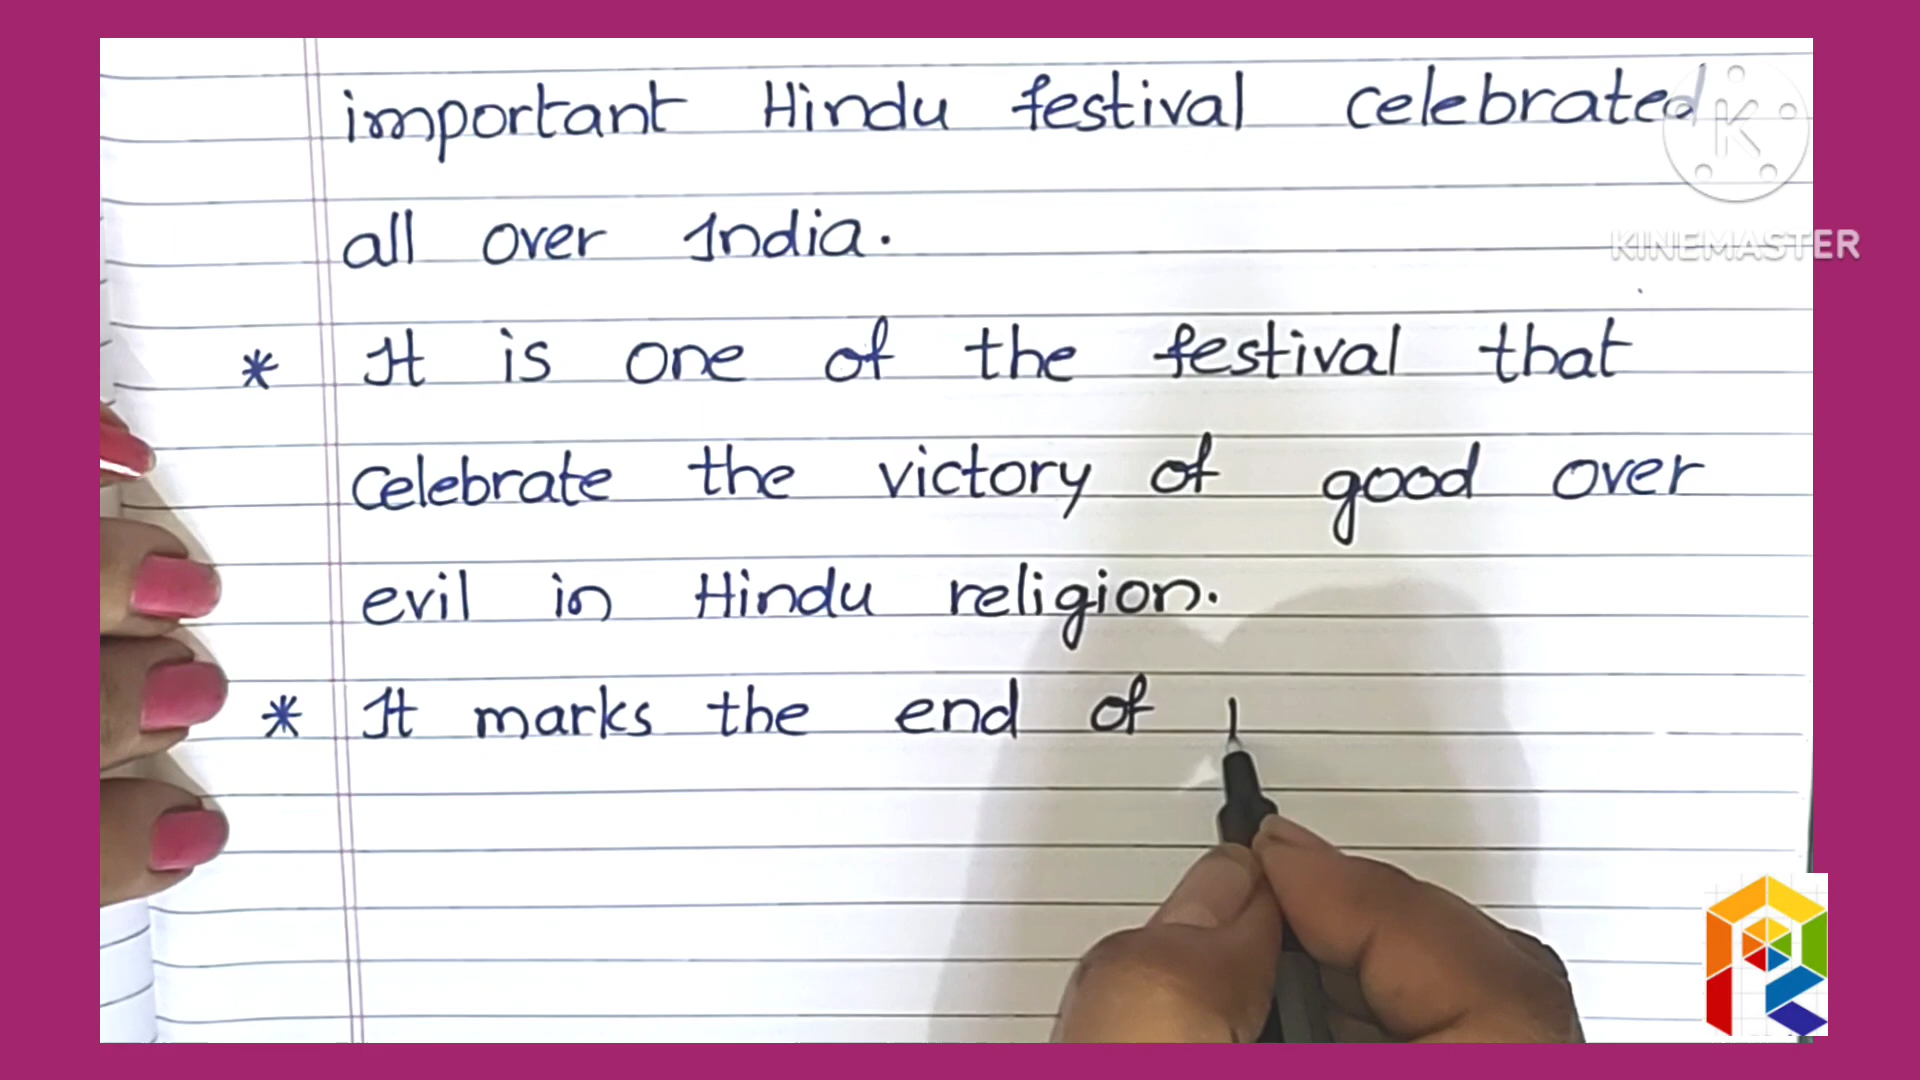 important Hindu festival celebrated
KINEMASTER
all over India.
* It is one of the festival that
celebrate the victory of good over
evil in Hindu religion.
* It marks the end of